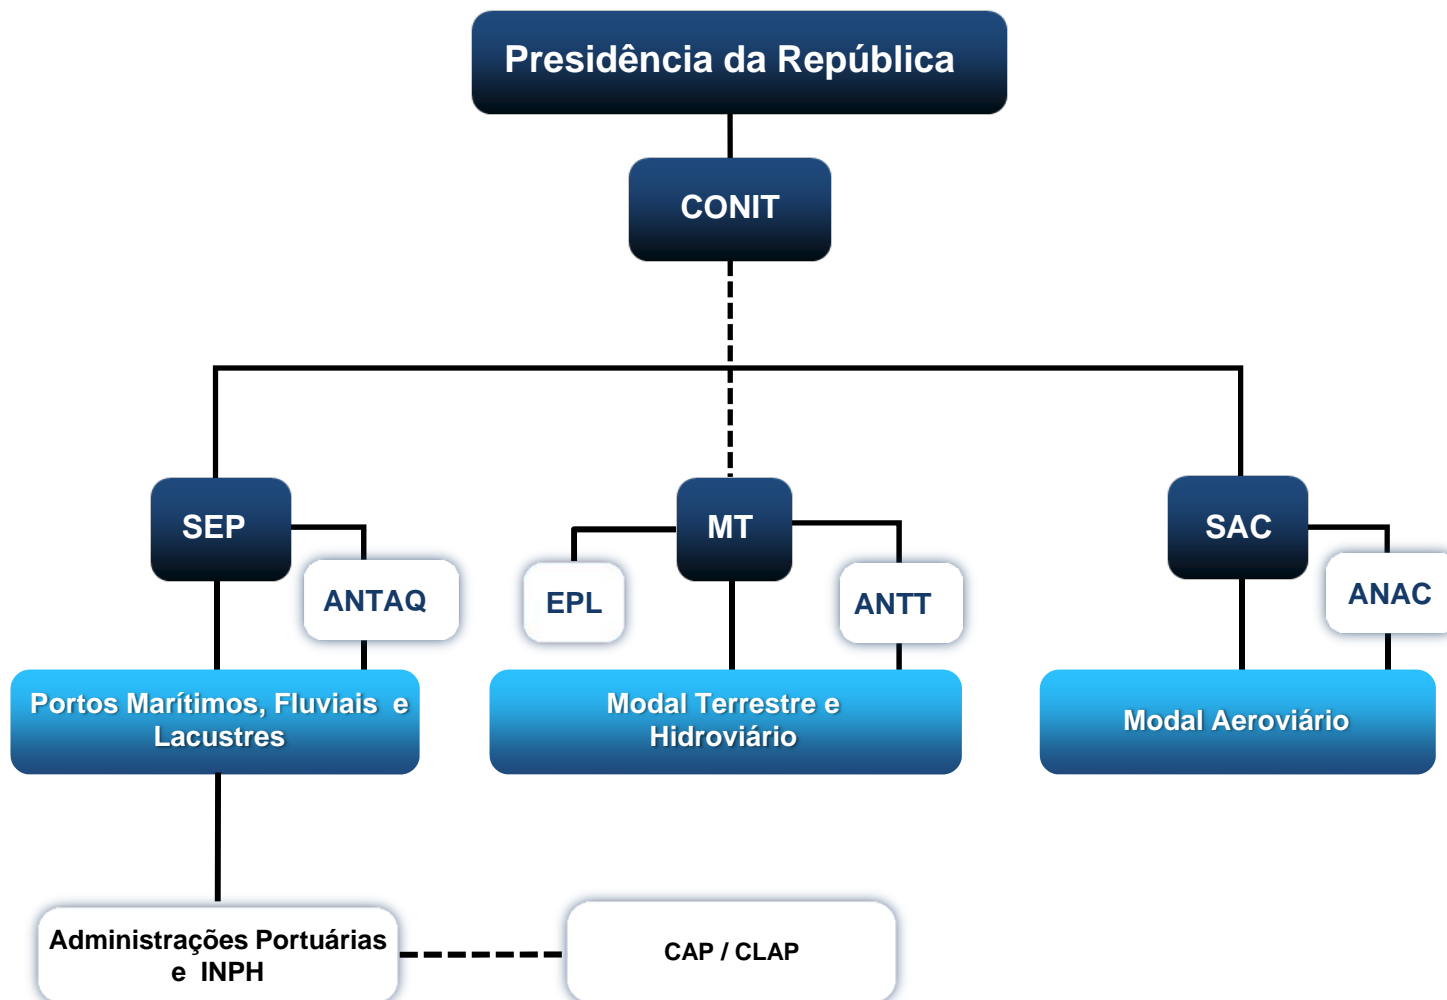 Presidência da República
CONIT
SEP
MT
SAC
ANTAQ
EPL
ANTT
ANAC
Portos Marítimos, Fluviais e
Lacustres
Modal Terrestre e
Hidroviário
Modal Aeroviário
Administrações Portuárias
e INPH
CAP / CLAP